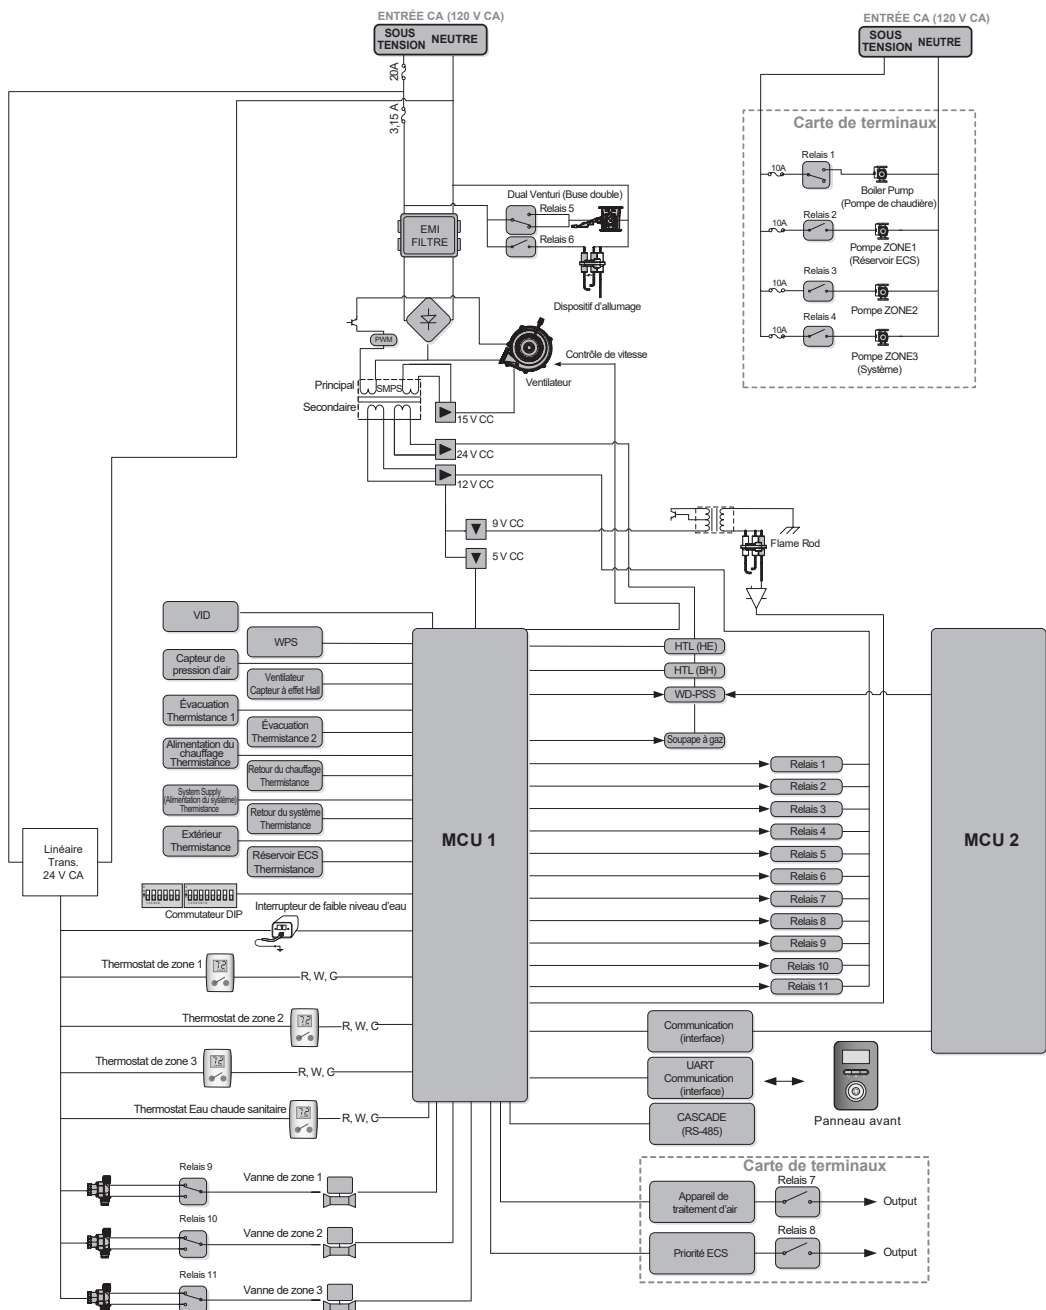 ENTRÉE CA (120 V CA)
SOUS TENSION NEUTRE
20A
3,15 A
EMI
FILTRE
Dual Venturi (Buse double)
Relais 5
Relais 6
Dispositif d'allumage
PWM
Principal
SMPS
Secondaire
Ventilateur
Contrôle de vitesse
15 V CC
24 V CC
12 V CC
9 V CC
5 V CC
Flame Rod
ENTRÉE CA (120 V CA)
SOUS TENSION NEUTRE
Carte de terminaux
10A
Relais 1
Boiler Pump
(Pompe de chaudière)
10A
Relais 2
Pompe ZONE1
(Réservoir ECS)
10A
Relais 3
Pompe ZONE2
10A
Relais 4
Pompe ZONE3
(Système)
VID
WPS
Capteur de
pression d'air
Ventilateur
Capteur à effet Hall
Évacuation
Thermistance 1
Évacuation
Thermistance 2
Alimentation du
chauffage
Thermistance
Retour du chauffage
Thermistance
System Supply
(Alimentation du système)
Thermistance
Retour du système
Thermistance
Extérieur
Thermistance
Réservoir ECS
Thermistance
Linéaire
Trans.
24 V CA
Commutateur DIP
Interrupteur de faible niveau d'eau
Thermostat de zone 1
R, W, C
Thermostat de zone 2
R, W, C
Thermostat de zone 3
R, W, C
Thermostat Eau chaude sanitaire
R, W, C
Relais 9
Vanne de zone 1
Relais 10
Vanne de zone 2
Relais 11
Vanne de zone 3
MCU 1
MCU 2
HTL (HE)
HTL (BH)
WD-PSS
Soupape à gaz
Relais 1
Relais 2
Relais 3
Relais 4
Relais 5
Relais 6
Relais 7
Relais 8
Relais 9
Relais 10
Relais 11
Communication
(interface)
UART
Communication
(interface)
CASCADE
(RS-485)
Panneau avant
Carte de terminaux
Appareil de
traitement d'air
Relais 7
Output
Priorité ECS
Relais 8
Output